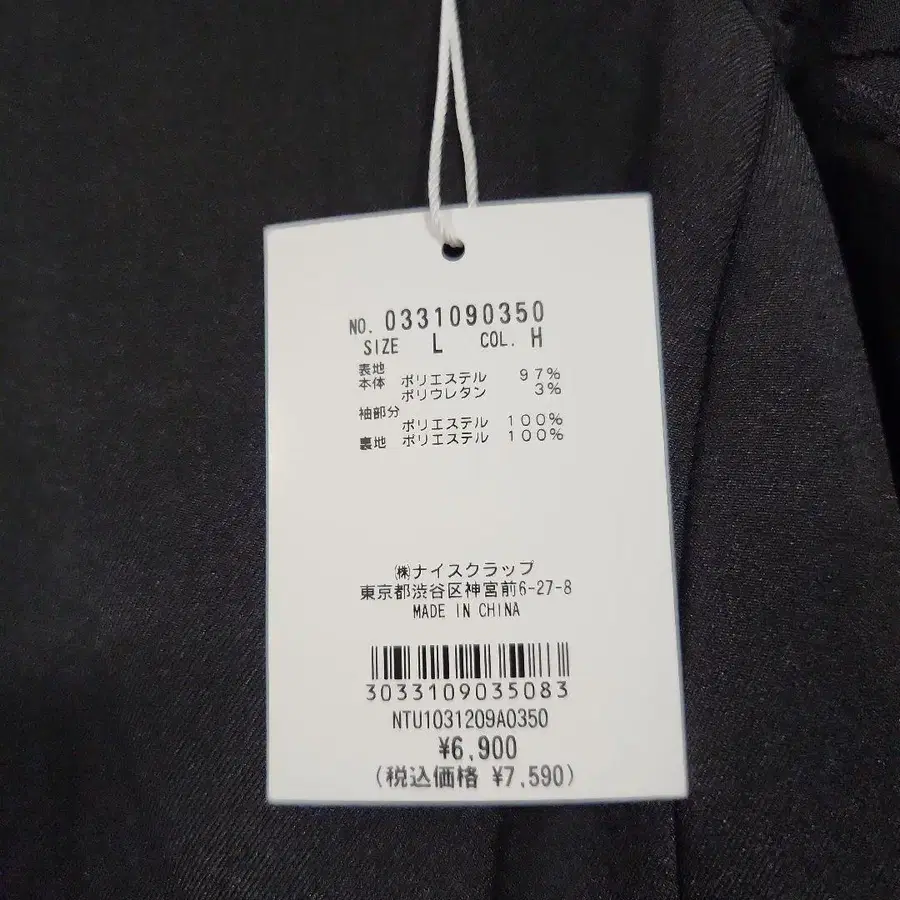 NO. 0331090350
SIZE L COL. H
表地
本体 ポリエステル 97%
ポリウレタン 3%
袖部分
ポリエステル 100%
裏地 ポリエステル 100%
㈱ナイスクラップ
東京都渋谷区神宮前6-27-8
MADE IN CHINA
3033109035083
NTU1031209A0350
¥6,900
(税込価格 ¥7,590)